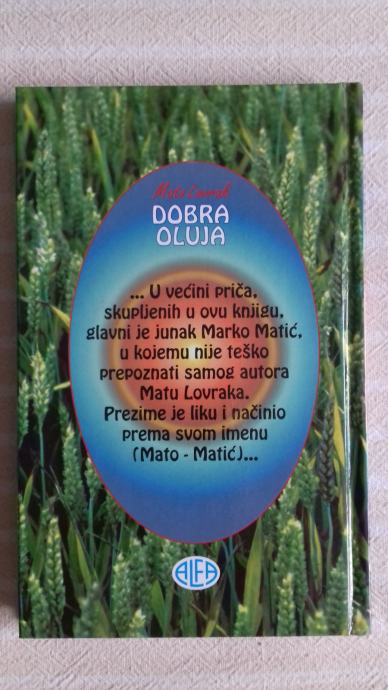 Mato Lovrak
DOBRA
OLUJA
... U većini priča,
skupljenih u ovu knjigu,
glavni je junak Marko Matić,
u kojemu nije teško
prepoznati samog autora
Matu Lovraka.
Prezime je liku i načinio
prema svom imenu
(Mato - Matić)...
ALFA